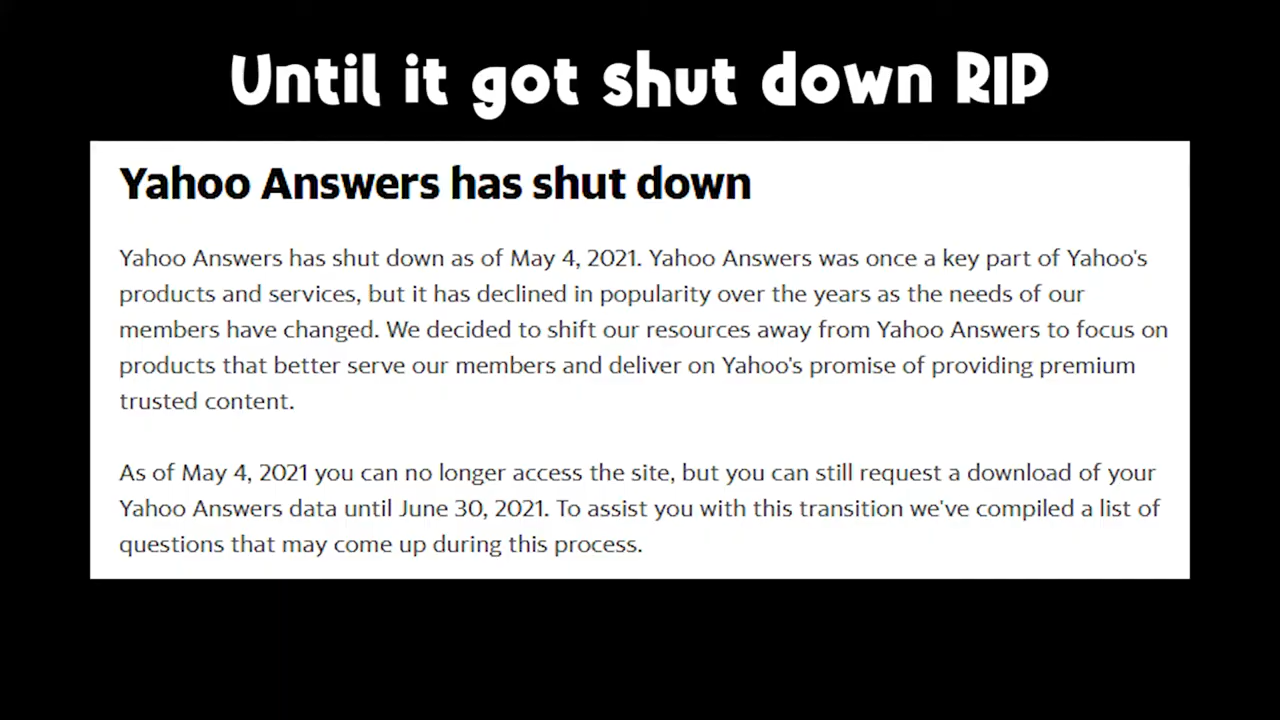 Until it got shut down RIP
Yahoo Answers has shut down
Yahoo Answers has shut down as of May 4, 2021. Yahoo Answers was once a key part of Yahoo's
products and services, but it has declined in popularity over the years as the needs of our
members have changed. We decided to shift our resources away from Yahoo Answers to focus on
products that better serve our members and deliver on Yahoo's promise of providing premium
trusted content.
As of May 4, 2021 you can no longer access the site, but you can still request a download of your
Yahoo Answers data until June 30, 2021. To assist you with this transition we've compiled a list of
questions that may come up during this process.